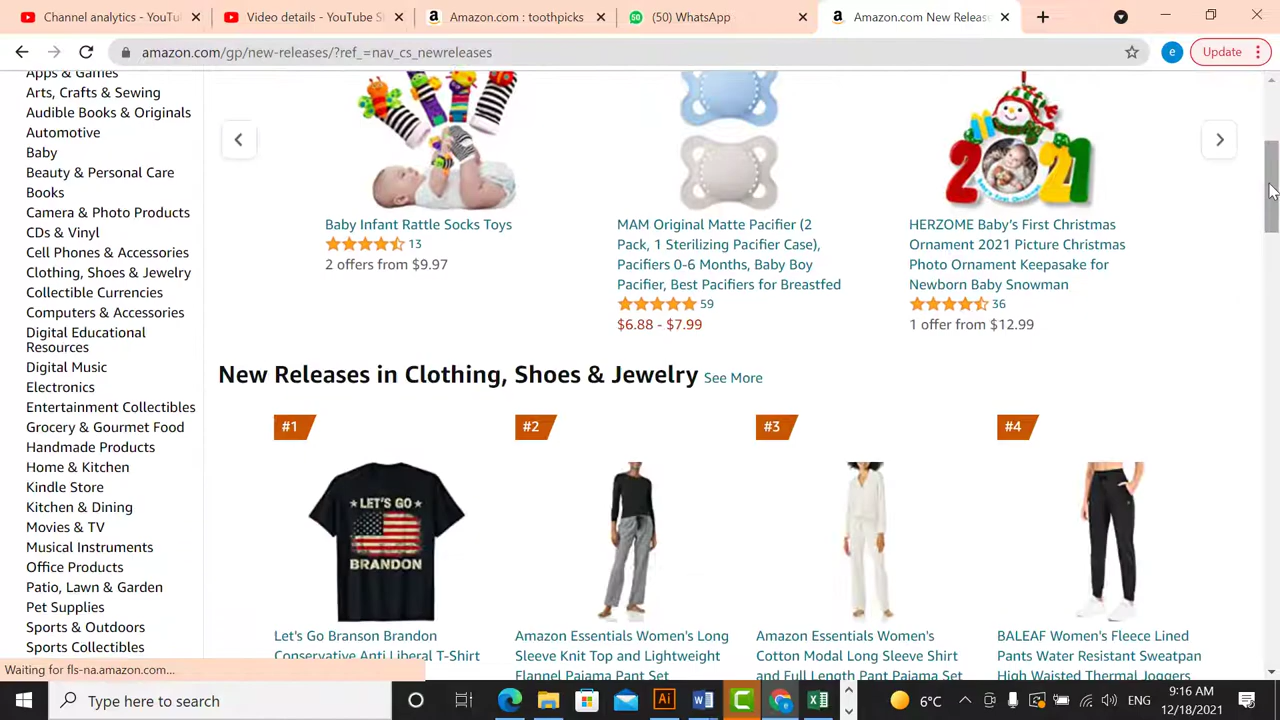 Channel analytics - YouTu
Video details - YouTube S
Amazon.com : toothpicks
(50) WhatsApp
Amazon.com New Releas
amazon.com/gp/new-releases/?ref_=nav_cs_newreleases
e
Update
Apps & Games
Arts, Crafts & Sewing
Audible Books & Originals
Automotive
Baby
Beauty & Personal Care
Books
Camera & Photo Products
CDs & Vinyl
Cell Phones & Accessories
Clothing, Shoes & Jewelry
Collectible Currencies
Computers & Accessories
Digital Educational
Resources
Digital Music
Electronics
Entertainment Collectibles
Grocery & Gourmet Food
Handmade Products
Home & Kitchen
Kindle Store
Kitchen & Dining
Movies & TV
Musical Instruments
Office Products
Patio, Lawn & Garden
Pet Supplies
Sports & Outdoors
Sports Collectibles
2021
Baby Infant Rattle Socks Toys
13
2 offers from $9.97
MAM Original Matte Pacifier (2
Pack, 1 Sterilizing Pacifier Case),
Pacifiers 0-6 Months, Baby Boy
Pacifier, Best Pacifiers for Breastfed
59
$6.88 - $7.99
HERZOME Baby's First Christmas
Ornament 2021 Picture Christmas
Photo Ornament Keepsake for
Newborn Baby Snowman
36
1 offer from $12.99
New Releases in Clothing, Shoes & Jewelry See More
#1
#2
#3
#4
LET'S GO
BRANDON
Let's Go Branson Brandon
Conservative Anti Liberal T-Shirt
Amazon Essentials Women's Long
Sleeve Knit Top and Lightweight
Flannel Pajama Pant Set
Amazon Essentials Women's
Cotton Modal Long Sleeve Shirt
and Full Length Pant Pajama Set
BALEAF Women's Fleece Lined
Pants Water Resistant Sweatpan
High Waisted Thermal Joggers
Waiting for fls-na.amazon.com...
Type here to search
6°C
ENG
9:16 AM
12/18/2021